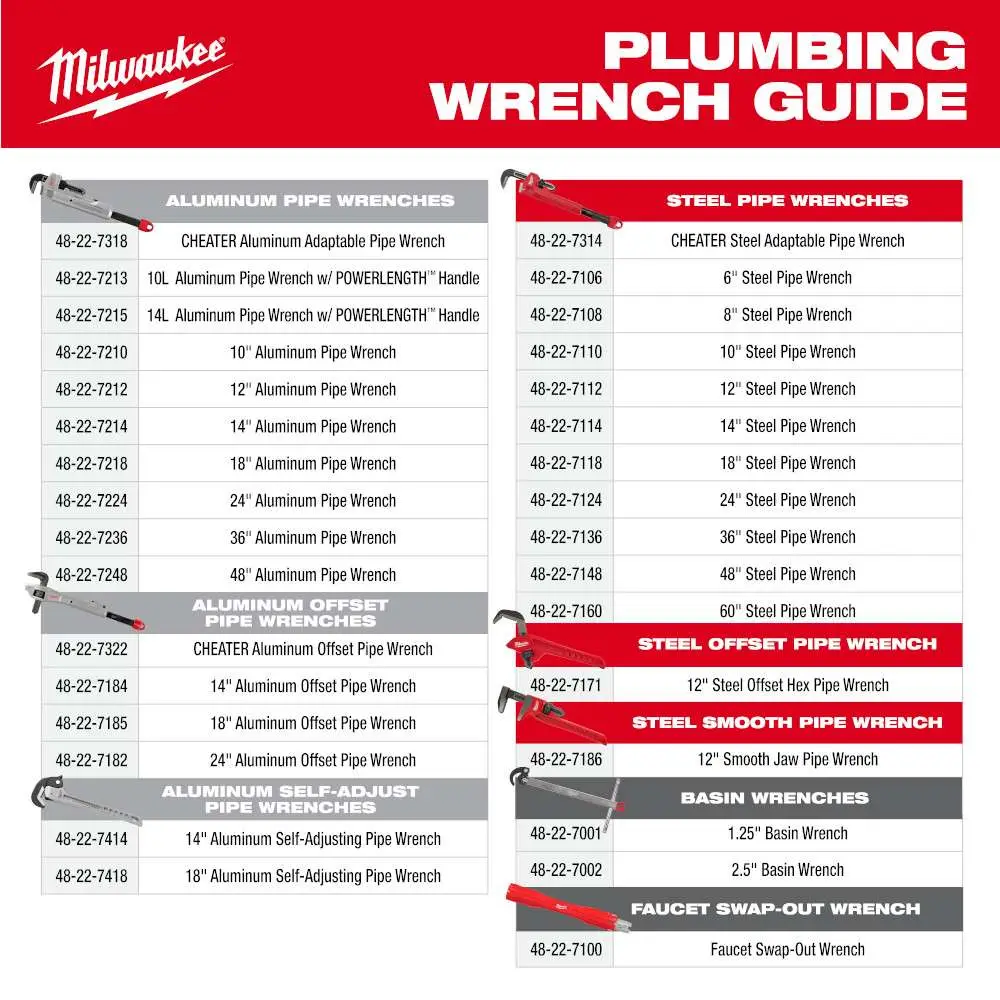 Milwaukee®
PLUMBING
WRENCH GUIDE
ALUMINUM PIPE WRENCHES
48-22-7318 CHEATER Aluminum Adaptable Pipe Wrench
48-22-7213 10L Aluminum Pipe Wrench w/ POWERLENGTH™ Handle
48-22-7215 14L Aluminum Pipe Wrench w/ POWERLENGTH™ Handle
48-22-7210 10" Aluminum Pipe Wrench
48-22-7212 12" Aluminum Pipe Wrench
48-22-7214 14" Aluminum Pipe Wrench
48-22-7218 18" Aluminum Pipe Wrench
48-22-7224 24" Aluminum Pipe Wrench
48-22-7236 36" Aluminum Pipe Wrench
48-22-7248 48" Aluminum Pipe Wrench
ALUMINUM OFFSET
PIPE WRENCHES
48-22-7322 CHEATER Aluminum Offset Pipe Wrench
48-22-7184 14" Aluminum Offset Pipe Wrench
48-22-7185 18" Aluminum Offset Pipe Wrench
48-22-7182 24" Aluminum Offset Pipe Wrench
ALUMINUM SELF-ADJUST
PIPE WRENCHES
48-22-7414 14" Aluminum Self-Adjusting Pipe Wrench
48-22-7418 18" Aluminum Self-Adjusting Pipe Wrench
STEEL PIPE WRENCHES
48-22-7314 CHEATER Steel Adaptable Pipe Wrench
48-22-7106 6" Steel Pipe Wrench
48-22-7108 8" Steel Pipe Wrench
48-22-7110 10" Steel Pipe Wrench
48-22-7112 12" Steel Pipe Wrench
48-22-7114 14" Steel Pipe Wrench
48-22-7118 18" Steel Pipe Wrench
48-22-7124 24" Steel Pipe Wrench
48-22-7136 36" Steel Pipe Wrench
48-22-7148 48" Steel Pipe Wrench
48-22-7160 60" Steel Pipe Wrench
STEEL OFFSET PIPE WRENCH
48-22-7171 12" Steel Offset Hex Pipe Wrench
STEEL SMOOTH PIPE WRENCH
48-22-7186 12" Smooth Jaw Pipe Wrench
BASIN WRENCHES
48-22-7001 1.25" Basin Wrench
48-22-7002 2.5" Basin Wrench
FAUCET SWAP-OUT WRENCH
48-22-7100 Faucet Swap-Out Wrench